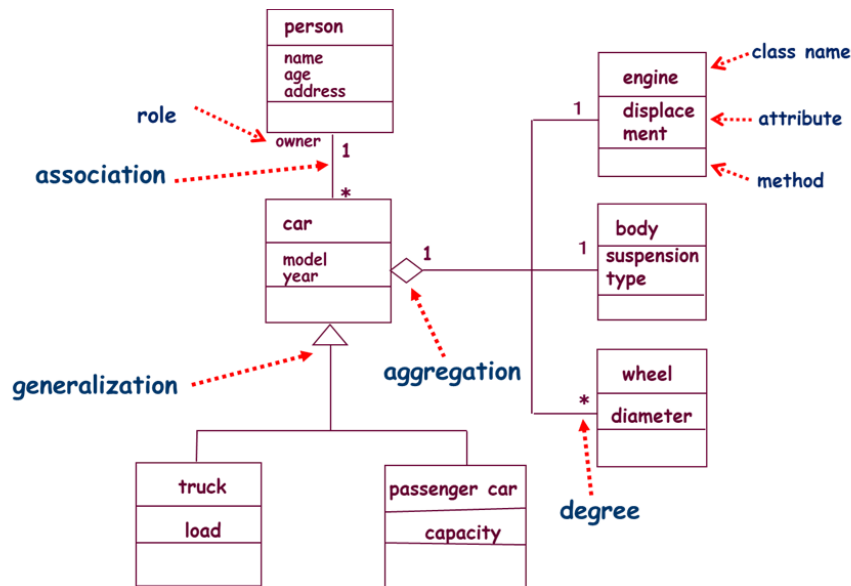 person
name
age
address
role
owner
1
association
*
car
model
year
1
generalization
aggregation
truck
load
passenger car
capacity
1
engine
displace
ment
class name
attribute
method
1
body
suspension
type
*
wheel
diameter
degree